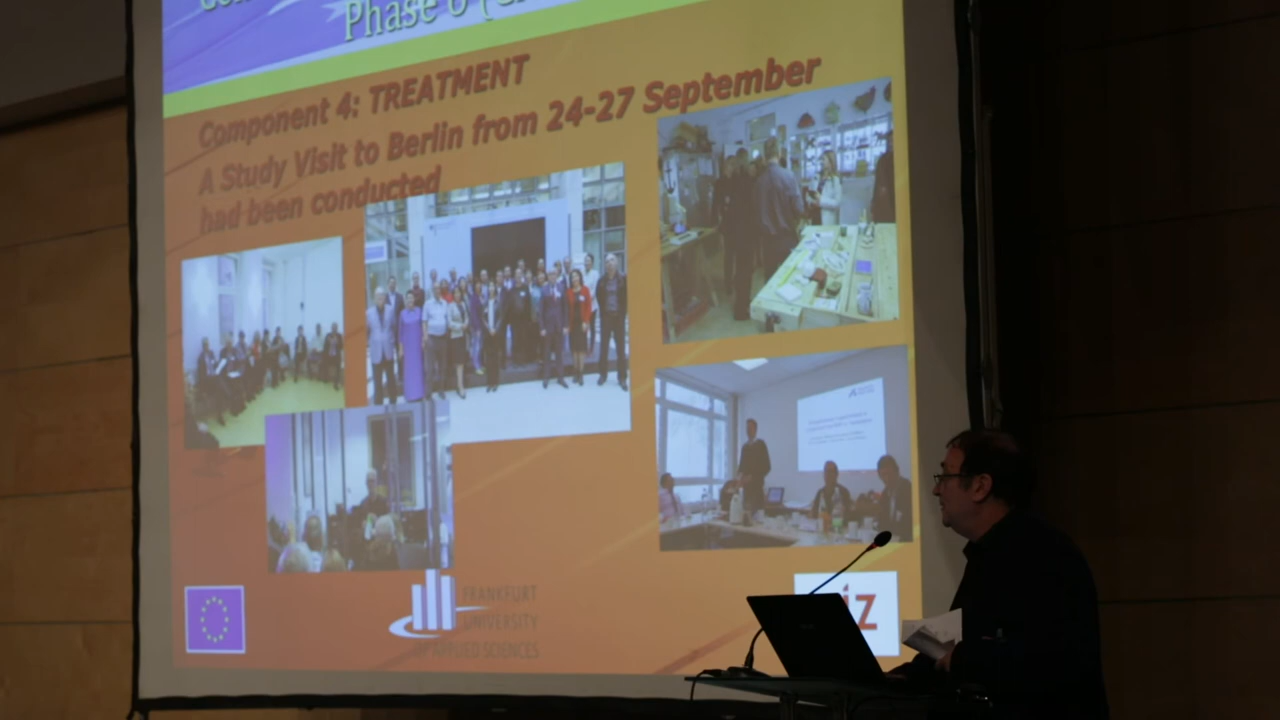 Phase 6
Component 4: TREATMENT
A Study Visit to Berlin from 24-27 September
had been conducted
FRANKFURT
UNIVERSITY
OF APPLIED SCIENCES
iz